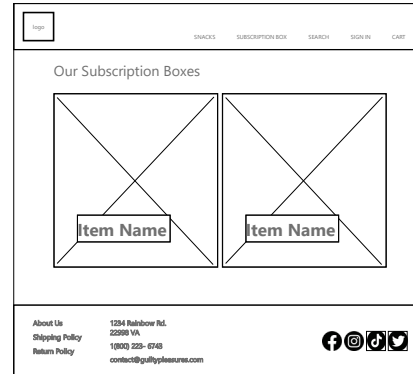 logo
SNACKS SUBSCRIPTION BOX SEARCH SIGN IN CART
Our Subscription Boxes
Item Name Item Name
About Us
Shipping Policy
Return Policy
1234 Rainbow Rd.
22998 VA
1(800) 223- 6743
contact@guiltypleasures.com